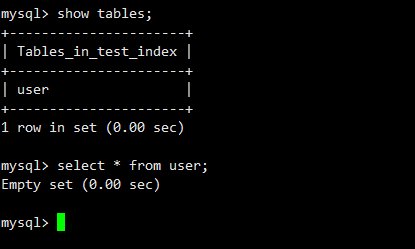 mysql> show tables;
+----------------------+
| Tables_in_test_index |
+----------------------+
| user                 |
+----------------------+
1 row in set (0.00 sec)
mysql> select * from user;
Empty set (0.00 sec)
mysql>